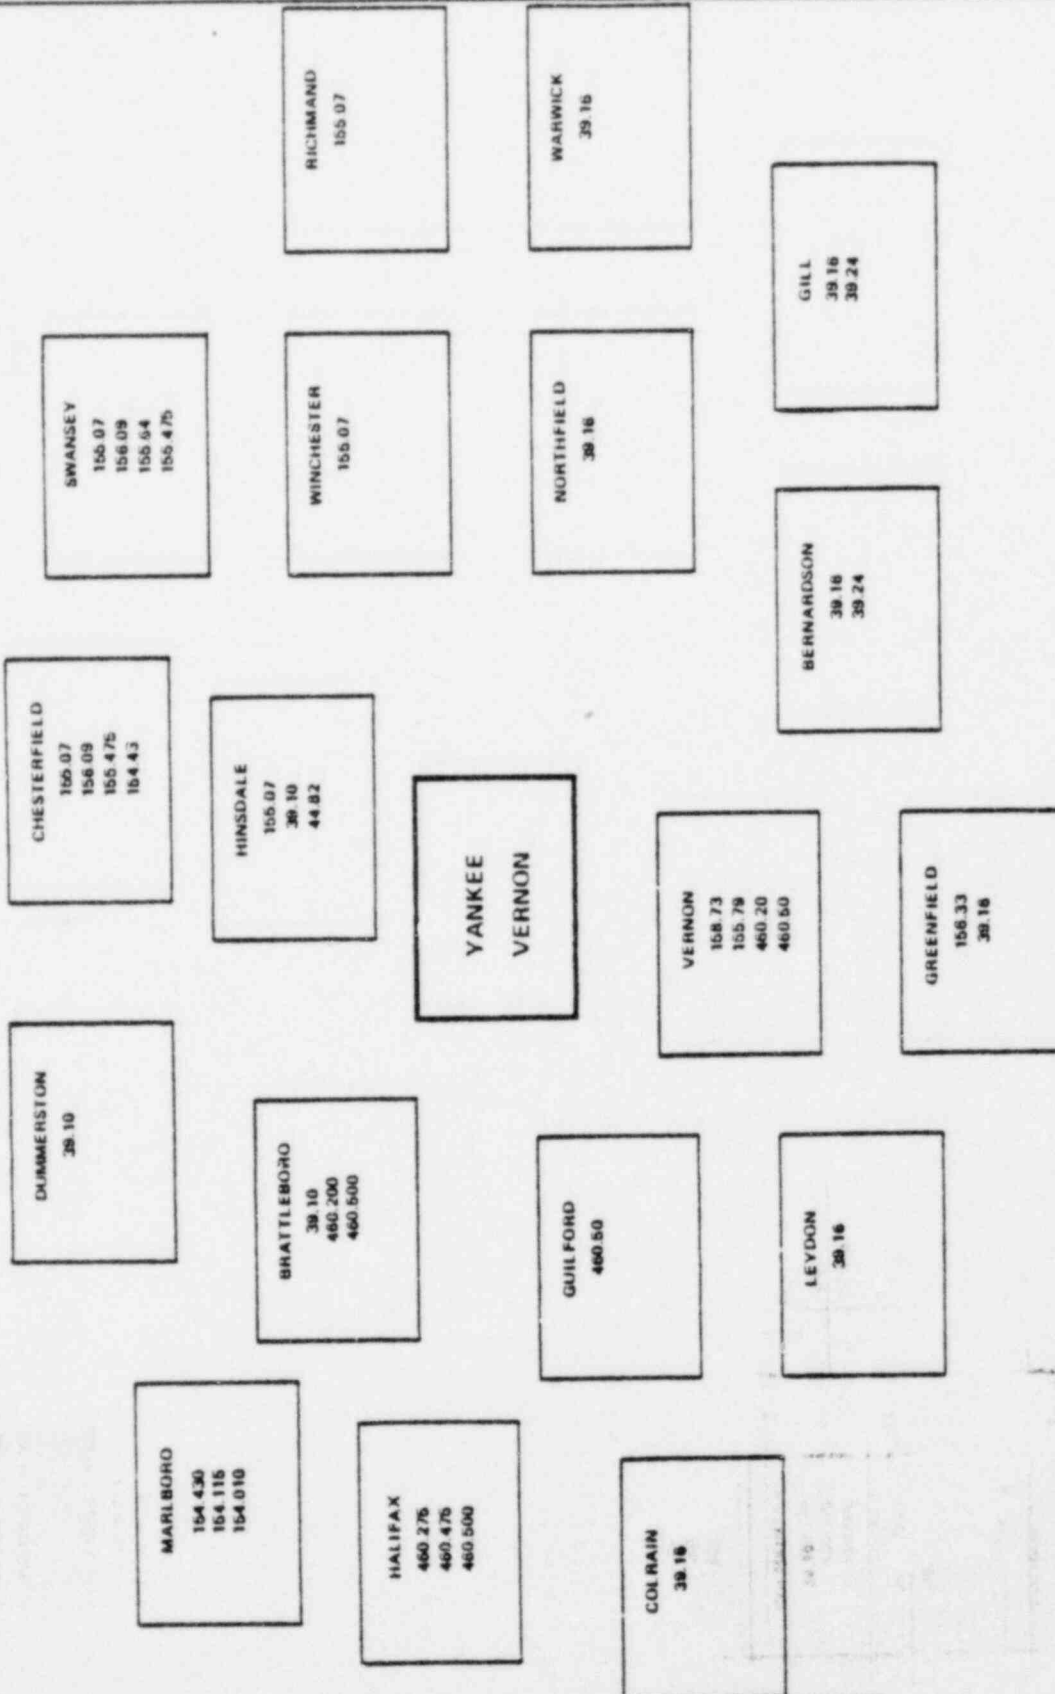 MARLBORO
154.430
154.115
154.010
DUMMERSTON
39.10
CHESTERFIELD
155.07
156.09
155.475
154.43
SWANSEY
155.07
156.09
155.64
155.475
HALIFAX
460.275
460.475
460.500
BRATTLEBORO
39.10
460.200
460.500
HINSDALE
155.07
39.10
44.82
WINCHESTER
155.07
RICHMAND
155.07
YANKEE
VERNON
COLRAIN
39.16
GUILFORD
460.50
VERNON
158.73
155.79
460.20
460.50
NORTHFIELD
39.16
WARWICK
39.16
LEYDON
39.16
GREENFIELD
156.33
39.16
BERNARDSON
39.16
39.24
GILL
39.16
39.24